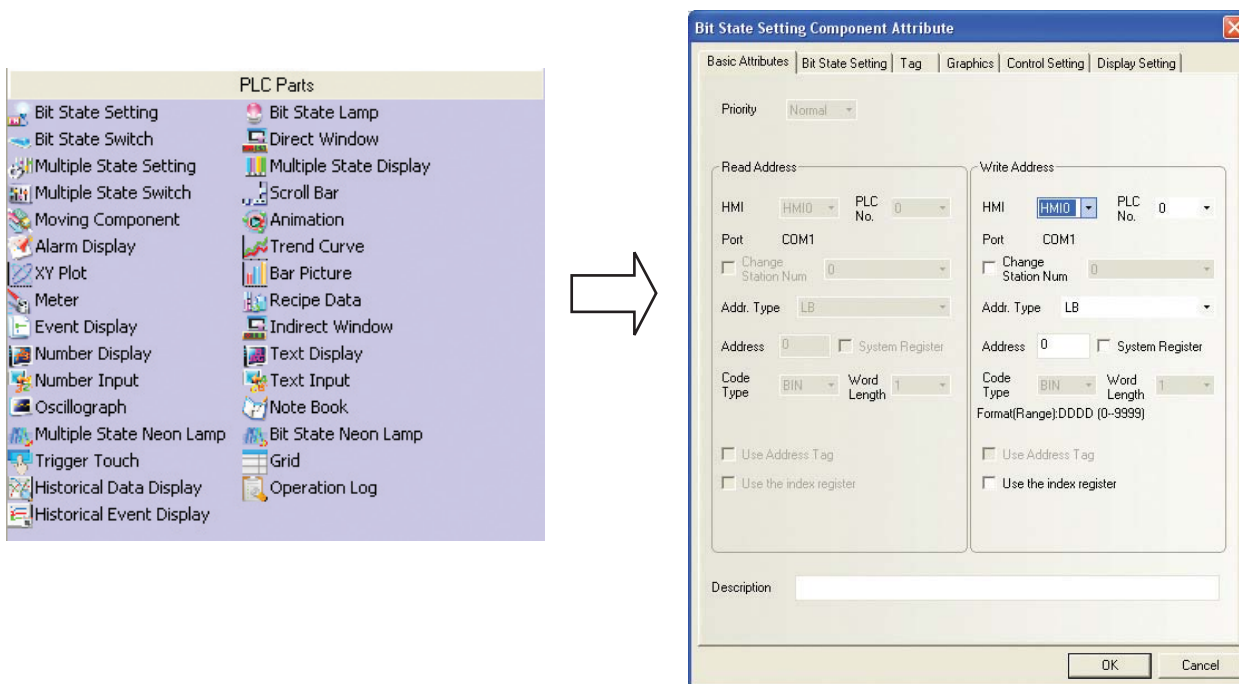 PLC Parts
Bit State Setting
Bit State Lamp
Bit State Switch
Direct Window
Multiple State Setting
Multiple State Display
Multiple State Switch
Scroll Bar
Moving Component
Animation
Alarm Display
Trend Curve
XY Plot
Bar Picture
Meter
Recipe Data
Event Display
Indirect Window
Number Display
Text Display
Number Input
Text Input
Oscillograph
Note Book
Multiple State Neon Lamp
Bit State Neon Lamp
Trigger Touch
Grid
Historical Data Display
Operation Log
Historical Event Display
Bit State Setting Component Attribute
Basic Attributes Bit State Setting Tag Graphics Control Setting Display Setting
Priority Normal
Read Address
HMI HMI0 PLC No. 0
Port COM1
Change Station Num 0
Addr. Type LB
Address 0 System Register
Code Type BIN Word Length 1
Use Address Tag
Use the index register
Write Address
HMI HMI0 PLC No. 0
Port COM1
Change Station Num 0
Addr. Type LB
Address 0 System Register
Code Type BIN Word Length 1
Format(Range):DDDD (0--9999)
Use Address Tag
Use the index register
Description
OK Cancel